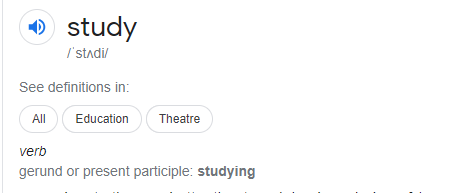 study
/ˈstʌdi/
See definitions in:
All Education Theatre
verb
gerund or present participle: studying